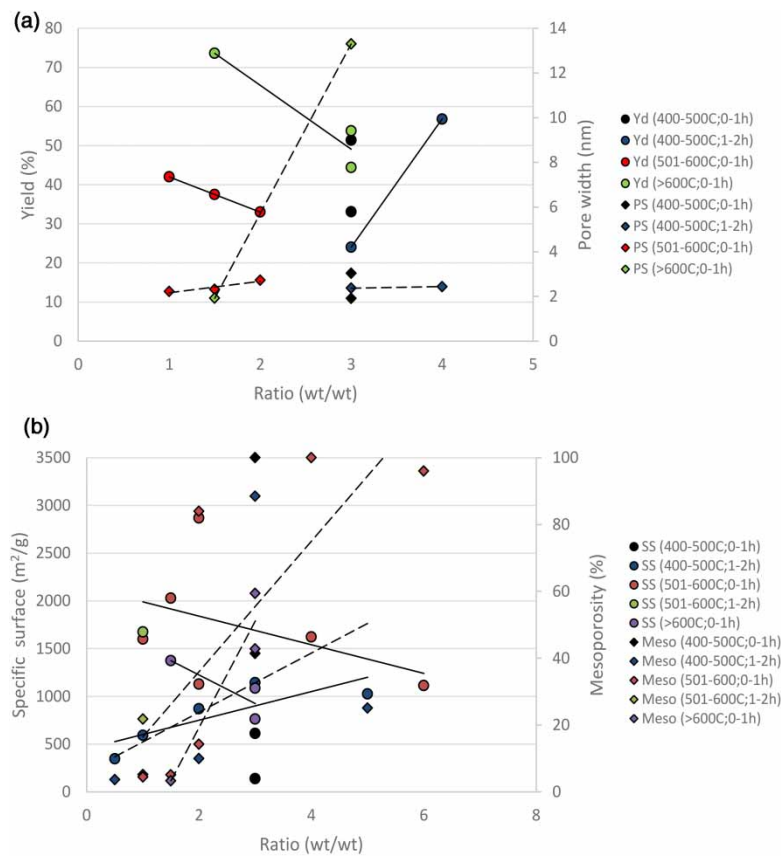 (a)
80
70
60
50
40
30
20
10
0
Yield (%)
14
12
10
8
6
4
2
0
Pore width (nm)
0 1 2 3 4 5
Ratio (wt/wt)
Yd (400-500C;0-1h)
Yd (400-500C;1-2h)
Yd (501-600C;0-1h)
Yd (>600C;0-1h)
PS (400-500C;0-1h)
PS (400-500C;1-2h)
PS (501-600C;0-1h)
PS (>600C;0-1h)
(b)
3500
3000
2500
2000
1500
1000
500
0
Specific surface (m²/g)
100
80
60
40
20
0
Mesoporosity (%)
0 2 4 6 8
Ratio (wt/wt)
SS (400-500C;0-1h)
SS (400-500C;1-2h)
SS (501-600C;0-1h)
SS (501-600C;1-2h)
SS (>600C;0-1h)
Meso (400-500C;0-1h)
Meso (400-500C;1-2h)
Meso (501-600;0-1h)
Meso (501-600C;1-2h)
Meso (>600C;0-1h)